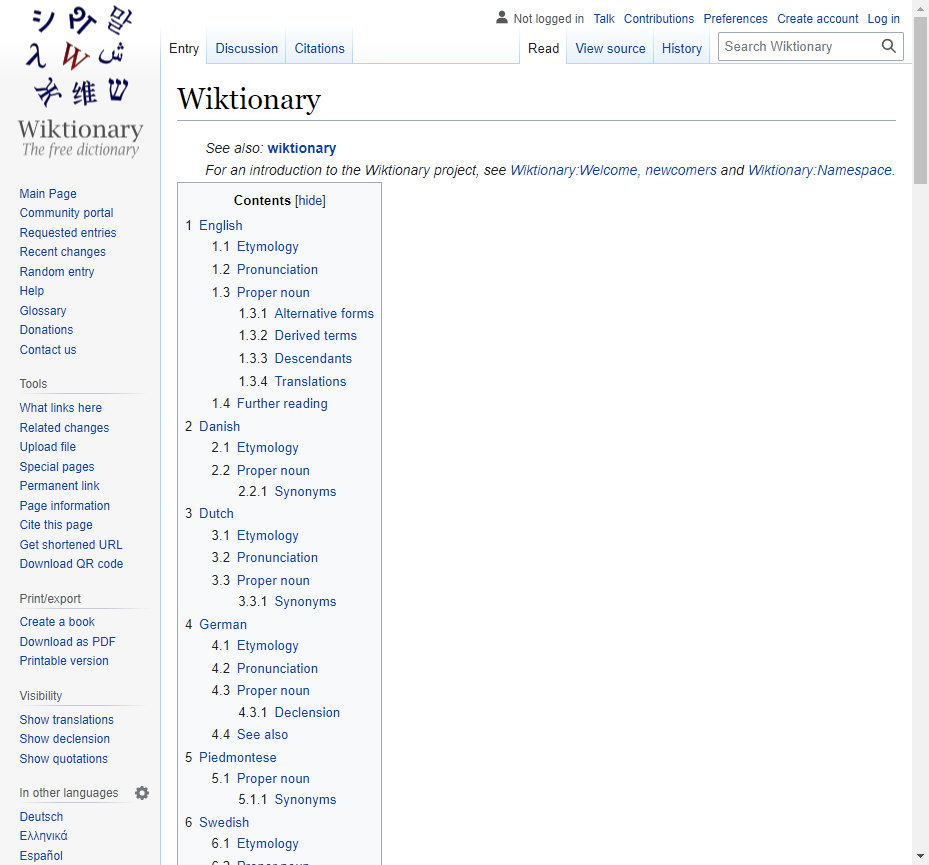 Not logged in Talk Contributions Preferences Create account Log in
Entry Discussion Citations Read View source History Search Wiktionary
シ 말
λ W ش
维 ש
Wiktionary
The free dictionary
Main Page
Community portal
Requested entries
Recent changes
Random entry
Help
Glossary
Donations
Contact us
Tools
What links here
Related changes
Upload file
Special pages
Permanent link
Page information
Cite this page
Get shortened URL
Download QR code
Print/export
Create a book
Download as PDF
Printable version
Visibility
Show translations
Show declension
Show quotations
In other languages
Deutsch
Ελληνικά
Español
Wiktionary
See also: wiktionary
For an introduction to the Wiktionary project, see Wiktionary:Welcome, newcomers and Wiktionary:Namespace.
Contents [hide]
1 English
1.1 Etymology
1.2 Pronunciation
1.3 Proper noun
1.3.1 Alternative forms
1.3.2 Derived terms
1.3.3 Descendants
1.3.4 Translations
1.4 Further reading
2 Danish
2.1 Etymology
2.2 Proper noun
2.2.1 Synonyms
3 Dutch
3.1 Etymology
3.2 Pronunciation
3.3 Proper noun
3.3.1 Synonyms
4 German
4.1 Etymology
4.2 Pronunciation
4.3 Proper noun
4.3.1 Declension
4.4 See also
5 Piedmontese
5.1 Proper noun
5.1.1 Synonyms
6 Swedish
6.1 Etymology
6.2 Proper noun